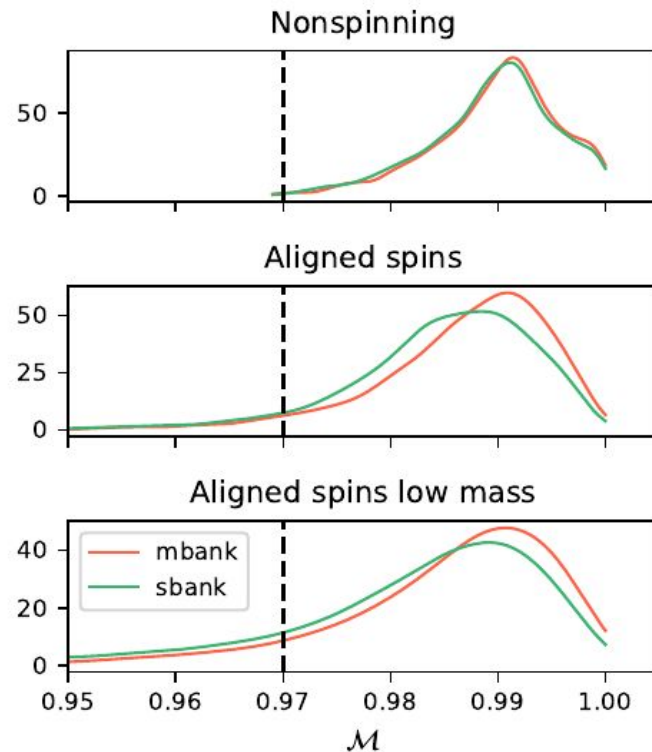 Nonspinning
50
0
Aligned spins
50
25
0
Aligned spins low mass
40
20
0
mbank
sbank
0.95 0.96 0.97 0.98 0.99 1.00
ℳ